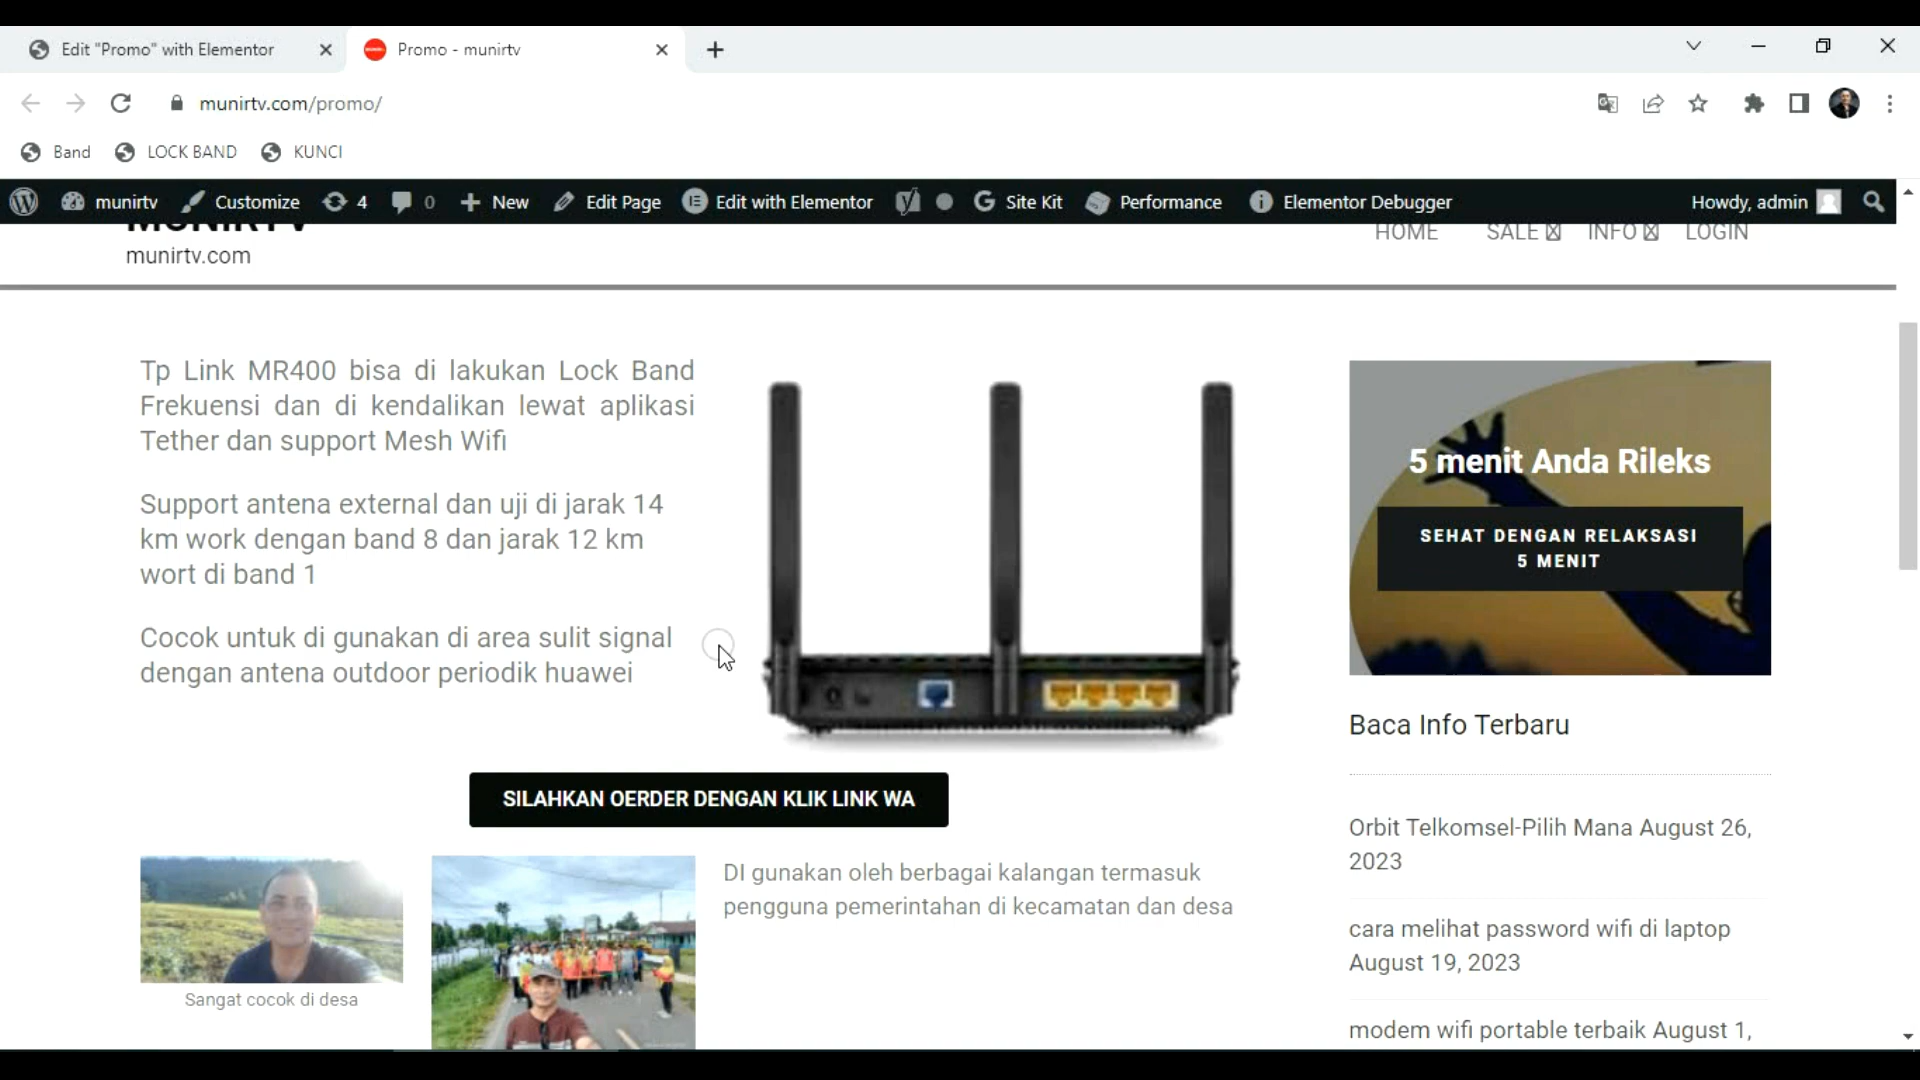 Edit "Promo" with Elementor
Promo - munirtv
munirtv.com/promo/
Band
LOCK BAND
KUNCI
munirtv
Customize
4
0
New
Edit Page
Edit with Elementor
Site Kit
Performance
Elementor Debugger
Howdy, admin
MUNIRTV
munirtv.com
HOME
SALE
INFO
LOGIN
Tp Link MR400 bisa di lakukan Lock Band
Frekuensi dan di kendalikan lewat aplikasi
Tether dan support Mesh Wifi
Support antena external dan uji di jarak 14
km work dengan band 8 dan jarak 12 km
wort di band 1
Cocok untuk di gunakan di area sulit signal
dengan antena outdoor periodik huawei
SILAHKAN OERDER DENGAN KLIK LINK WA
Sangat cocok di desa
DI gunakan oleh berbagai kalangan termasuk
pengguna pemerintahan di kecamatan dan desa
5 menit Anda Rileks
SEHAT DENGAN RELAKSASI
5 MENIT
Baca Info Terbaru
Orbit Telkomsel-Pilih Mana August 26,
2023
cara melihat password wifi di laptop
August 19, 2023
modem wifi portable terbaik August 1,